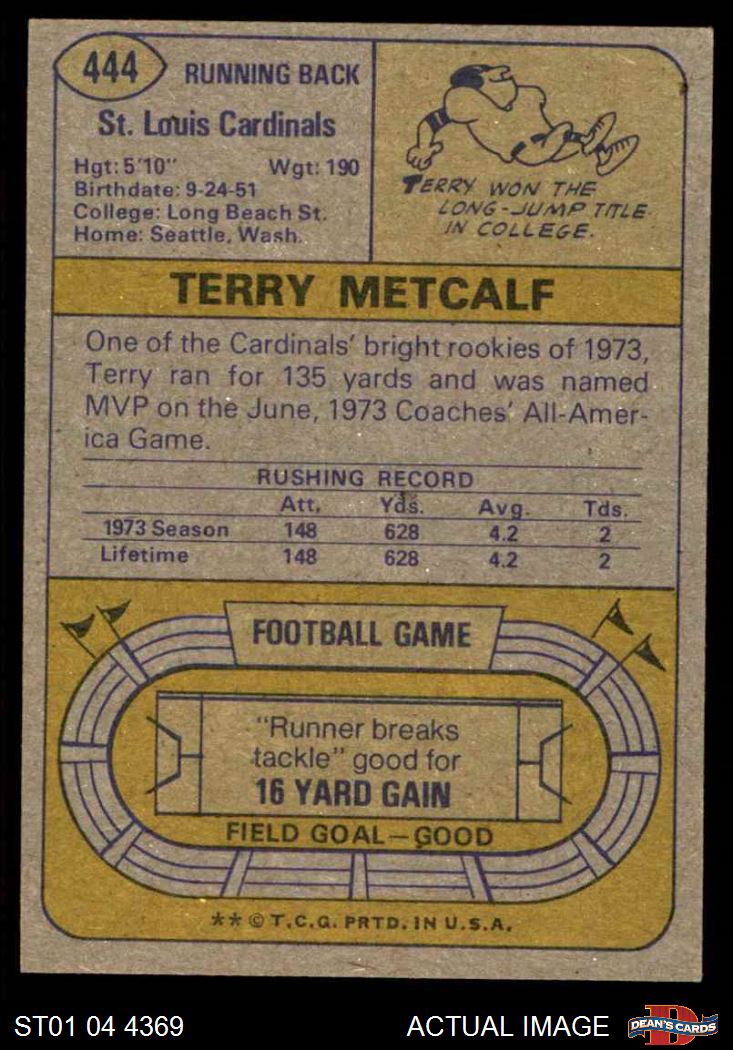 444
RUNNING BACK
St. Louis Cardinals
Hgt: 5'10" Wgt: 190
Birthdate: 9-24-51
College: Long Beach St.
Home: Seattle, Wash.
TERRY WON THE
LONG-JUMP TITLE
IN COLLEGE.
TERRY METCALF
One of the Cardinals' bright rookies of 1973,
Terry ran for 135 yards and was named
MVP on the June, 1973 Coaches' All-Amer-
ica Game.
RUSHING RECORD
Att. Yds. Avg. Tds.
1973 Season 148 628 4.2 2
Lifetime 148 628 4.2 2
FOOTBALL GAME
"Runner breaks
tackle" good for
16 YARD GAIN
FIELD GOAL—GOOD
** © T.C.G. PRTD. IN U.S.A.
ST01 04 4369 ACTUAL IMAGE
D
DEAN'S CARDS